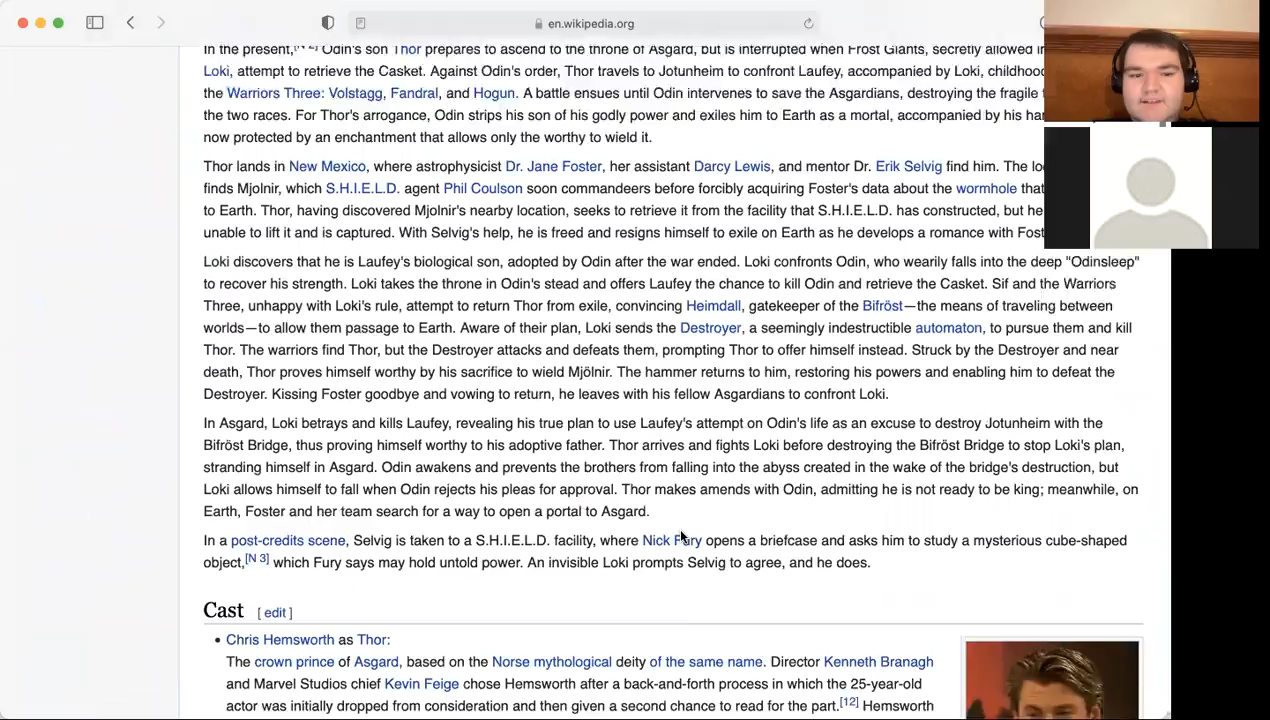 en.wikipedia.org
In the present,[N 2] Odin's son Thor prepares to ascend to the throne of Asgard, but is interrupted when Frost Giants, secretly allowed in
Loki, attempt to retrieve the Casket. Against Odin's order, Thor travels to Jotunheim to confront Laufey, accompanied by Loki,
the Warriors Three: Volstagg, Fandral, and Hogun. A battle ensues until Odin intervenes to save the Asgardians, destroying the fragile
the two races. For Thor's arrogance, Odin strips his son of his godly power and exiles him to Earth as a mortal, accompanied by his
now protected by an enchantment that allows only the worthy to wield it.
Thor lands in New Mexico, where astrophysicist Dr. Jane Foster, her assistant Darcy Lewis, and mentor Dr. Erik Selvig find him. The
finds Mjolnir, which S.H.I.E.L.D. agent Phil Coulson soon commandeers before forcibly acquiring Foster's data about the wormhole
to Earth. Thor, having discovered Mjolnir's nearby location, seeks to retrieve it from the facility that S.H.I.E.L.D. has constructed, but he
unable to lift it and is captured. With Selvig's help, he is freed and resigns himself to exile on Earth as he develops a romance with
Loki discovers that he is Laufey's biological son, adopted by Odin after the war ended. Loki confronts Odin, who wearily falls into the deep "Odinsleep"
to recover his strength. Loki takes the throne in Odin's stead and offers Laufey the chance to kill Odin and retrieve the Casket. Sif and the Warriors
Three, unhappy with Loki's rule, attempt to return Thor from exile, convincing Heimdall, gatekeeper of the Bifröst—the means of traveling between
worlds—to allow them passage to Earth. Aware of their plan, Loki sends the Destroyer, a seemingly indestructible automaton, to pursue them and kill
Thor. The warriors find Thor, but the Destroyer attacks and defeats them, prompting Thor to offer himself instead. Struck by the Destroyer and near
death, Thor proves himself worthy by his sacrifice to wield Mjölnir. The hammer returns to him, restoring his powers and enabling him to defeat the
Destroyer. Kissing Foster goodbye and vowing to return, he leaves with his fellow Asgardians to confront Loki.
In Asgard, Loki betrays and kills Laufey, revealing his true plan to use Laufey's attempt on Odin's life as an excuse to destroy Jotunheim with the
Bifröst Bridge, thus proving himself worthy to his adoptive father. Thor arrives and fights Loki before destroying the Bifröst Bridge to stop Loki's plan,
stranding himself in Asgard. Odin awakens and prevents the brothers from falling into the abyss created in the wake of the bridge's destruction, but
Loki allows himself to fall when Odin rejects his pleas for approval. Thor makes amends with Odin, admitting he is not ready to be king; meanwhile, on
Earth, Foster and her team search for a way to open a portal to Asgard.
In a post-credits scene, Selvig is taken to a S.H.I.E.L.D. facility, where Nick Fury opens a briefcase and asks him to study a mysterious cube-shaped
object,[N 3] which Fury says may hold untold power. An invisible Loki prompts Selvig to agree, and he does.
Cast [ edit ]
• Chris Hemsworth as Thor:
The crown prince of Asgard, based on the Norse mythological deity of the same name. Director Kenneth Branagh
and Marvel Studios chief Kevin Feige chose Hemsworth after a back-and-forth process in which the 25-year-old
actor was initially dropped from consideration and then given a second chance to read for the part.[12] Hemsworth